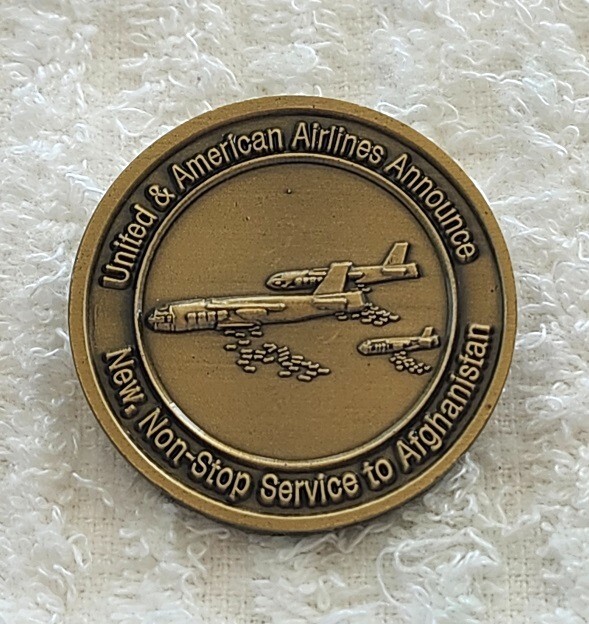 United & American Airlines Announce
New, Non-Stop Service to Afghanistan